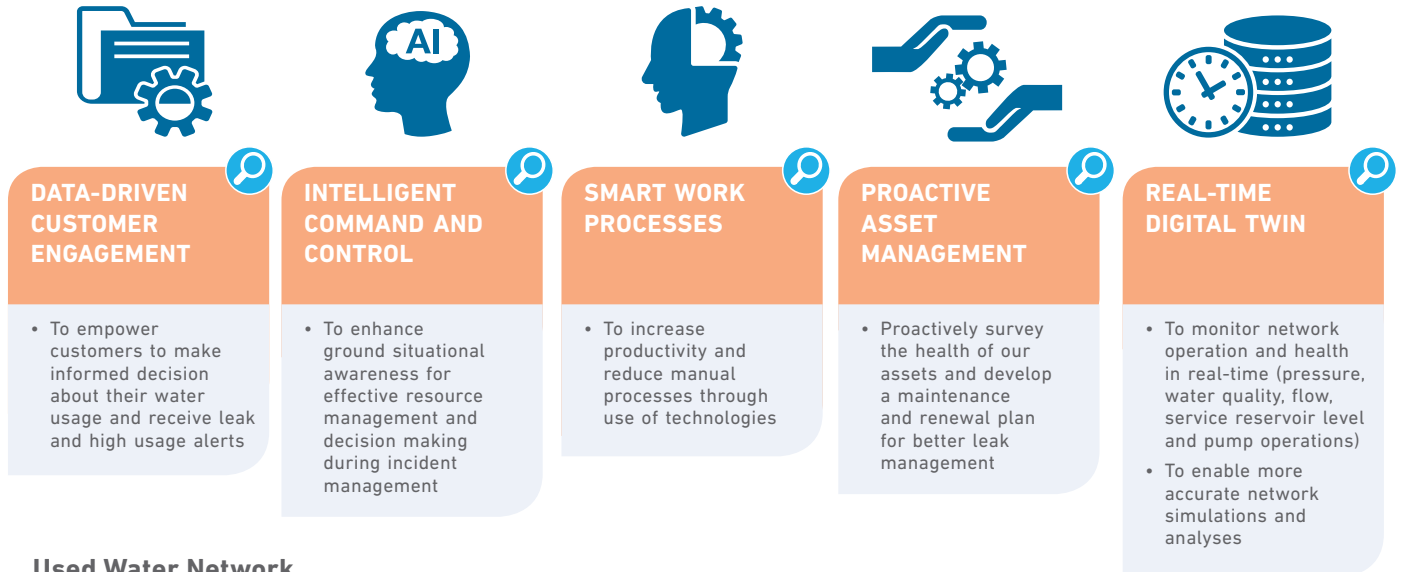 AI
DATA-DRIVEN
CUSTOMER
ENGAGEMENT
• To empower
customers to make
informed decision
about their water
usage and receive leak
and high usage alerts
INTELLIGENT
COMMAND AND
CONTROL
• To enhance
ground situational
awareness for
effective resource
management and
decision making
during incident
management
SMART WORK
PROCESSES
• To increase
productivity and
reduce manual
processes through
use of technologies
PROACTIVE
ASSET
MANAGEMENT
• Proactively survey
the health of our
assets and develop
a maintenance
and renewal plan
for better leak
management
REAL-TIME
DIGITAL TWIN
• To monitor network
operation and health
in real-time (pressure,
water quality, flow,
service reservoir level
and pump operations)
• To enable more
accurate network
simulations and
analyses
Used Water Network